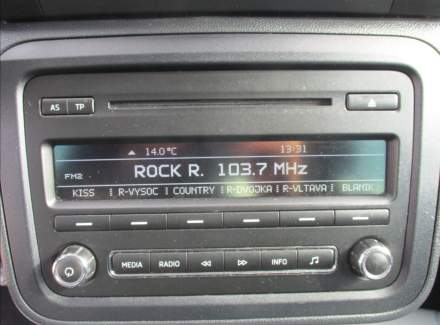 AS TP
14.0°C 13:31
FM2 ROCK R. 103.7 MHz
KISS R-VYSOC COUNTRY R-DVOJKA R-VLTAVA BLANIK
MEDIA RADIO INFO